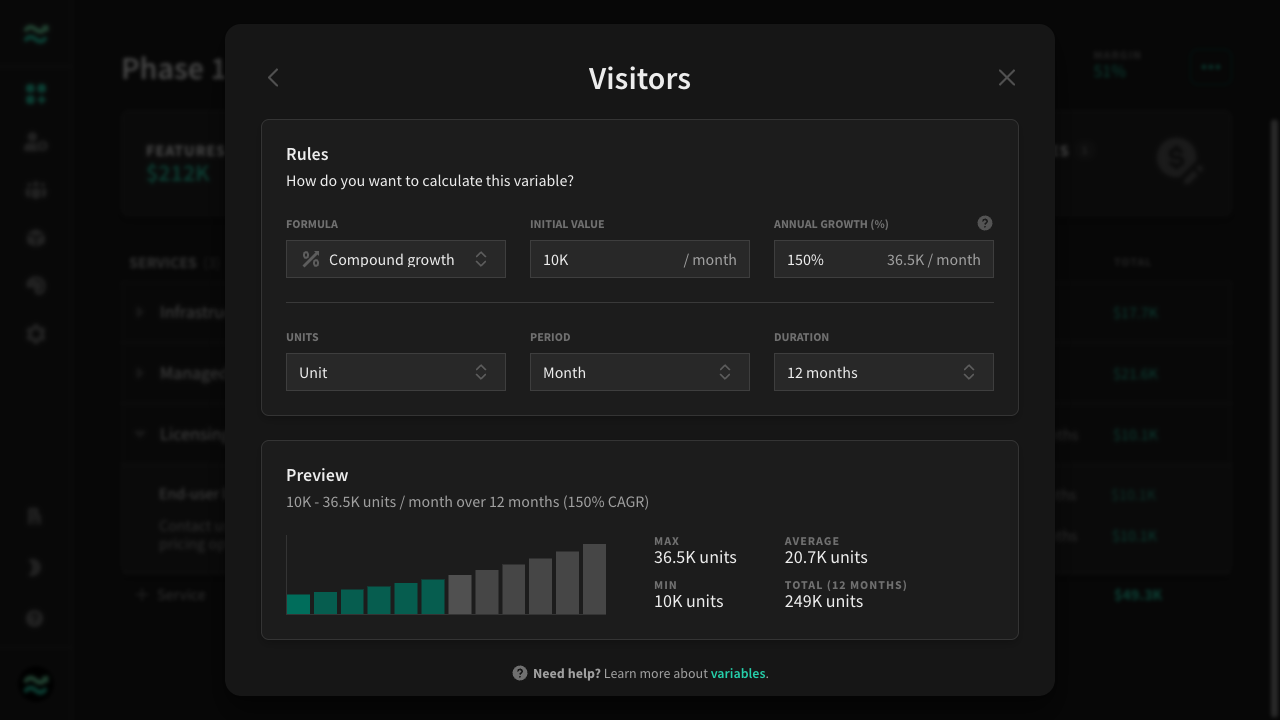 Phase 1
Visitors
MARGIN
51%
FEATURES
$212K
Rules
How do you want to calculate this variable?
FORMULA
INITIAL VALUE
ANNUAL GROWTH (%)
Compound growth
10K / month
150% 36.5K / month
SERVICES
TOTAL
$17.7K
UNITS
PERIOD
DURATION
Unit
Month
12 months
$21.6K
Licensing
$10.1K
Preview
10K - 36.5K units / month over 12 months (150% CAGR)
End-user
$10.1K
Contact
pricing
$10.1K
MAX
AVERAGE
36.5K units
20.7K units
MIN
TOTAL (12 MONTHS)
10K units
249K units
+ Service
$49.3K
Need help? Learn more about variables.